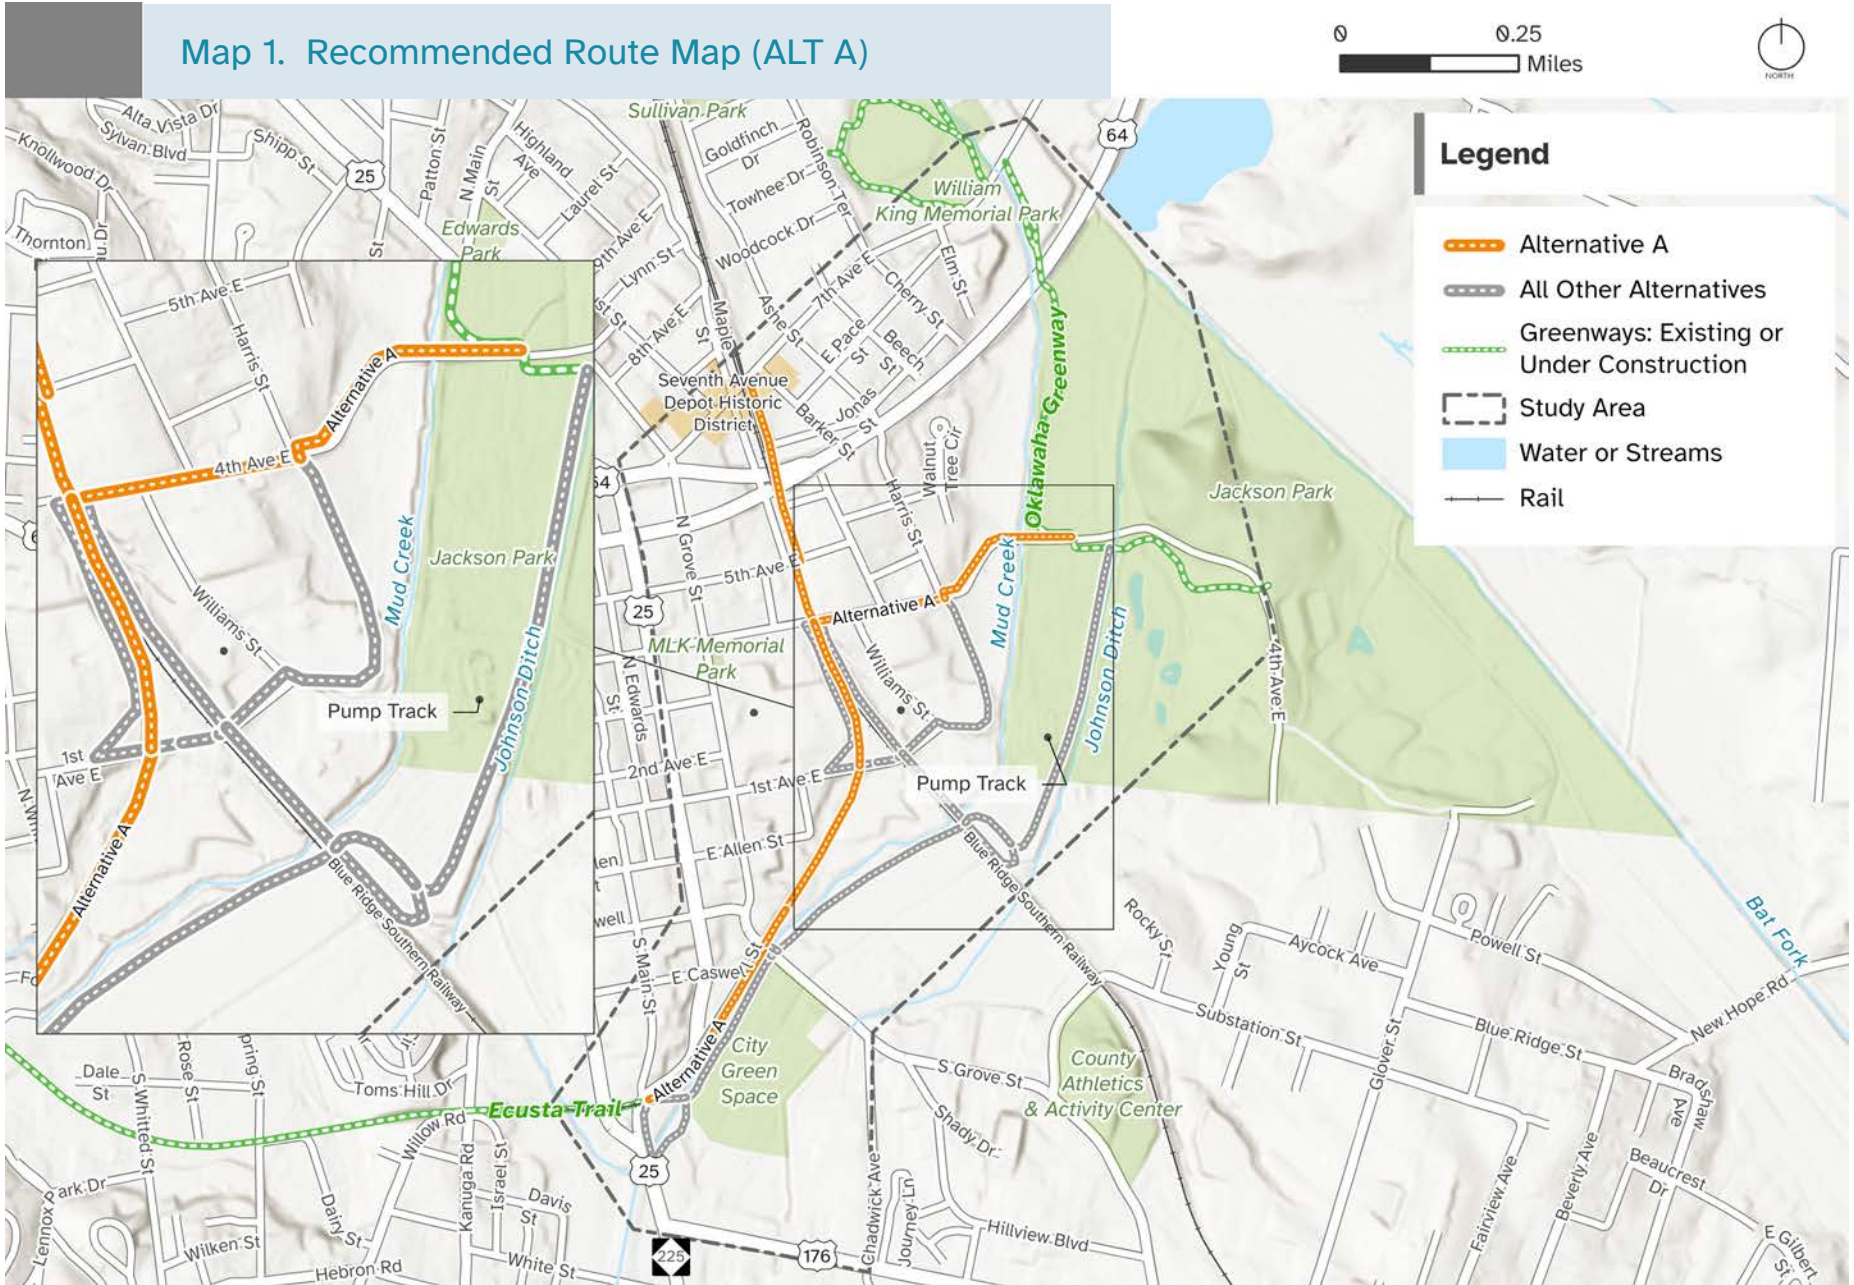 Map 1. Recommended Route Map (ALT A)
0 0.25
Miles
NORTH
Legend
Alternative A
All Other Alternatives
Greenways: Existing or
Under Construction
Study Area
Water or Streams
Rail
Sullivan Park
Alta Vista Dr
Sylvan Blvd
Knollwood Dr
Shipp St
25
Patton St
N Main
St
Highland
Ave
Laurel St
Goldfinch
Dr
Robinson Ter
Towhee Dr
Woodcock Dr
64
William
King Memorial Park
Edwards
Park
Thornton
St
9th Ave E
Lynn St
8th Ave E
Maple
St
Ashe St
7th Ave E
Cherry St
Elm St
E Pace
St
Beech
St
Jonas
St
Barker St
Seventh Avenue
Depot Historic
District
Oklawaha Greenway
Walnut
Tree Cir
Harris St
Jackson Park
5th Ave E
Harris St
Alternative A
4th Ave E
Mud Creek
Jackson Park
Williams St
Pump Track
Johnson Ditch
1st
Ave E
Alternative A
Blue Ridge Southern Railway
N Grove St
5th Ave E
25
MLK Memorial
Park
N Edwards
St
Alternative A
Mud Creek
Williams St
Johnson Ditch
4th Ave E
2nd Ave E
1st Ave E
Pump Track
E Allen St
Blue Ridge Southern Railway
S Main St
E Caswell St
Alternative A
City
Green
Space
Rocky St
Young
St
Aycock Ave
Powell St
Bat Fork
New Hope Rd
Substation St
Glover St
Blue Ridge St
Bradshaw
Ave
County
Athletics
& Activity Center
S Grove St
Shady Dr
Dale
St
Rose St
S Whitted St
Toms Hill Dr
Willow Rd
Ecusta Trail
25
Kanuga Rd
Israel St
Davis
St
Dairy St
Lennox Park Dr
Wilken St
Hebron Rd
White St
225
176
Chadwick Ave
Journey Ln
Hillview Blvd
Fairview Ave
Beverly Ave
Beaucrest
Dr
E Gilbert
St